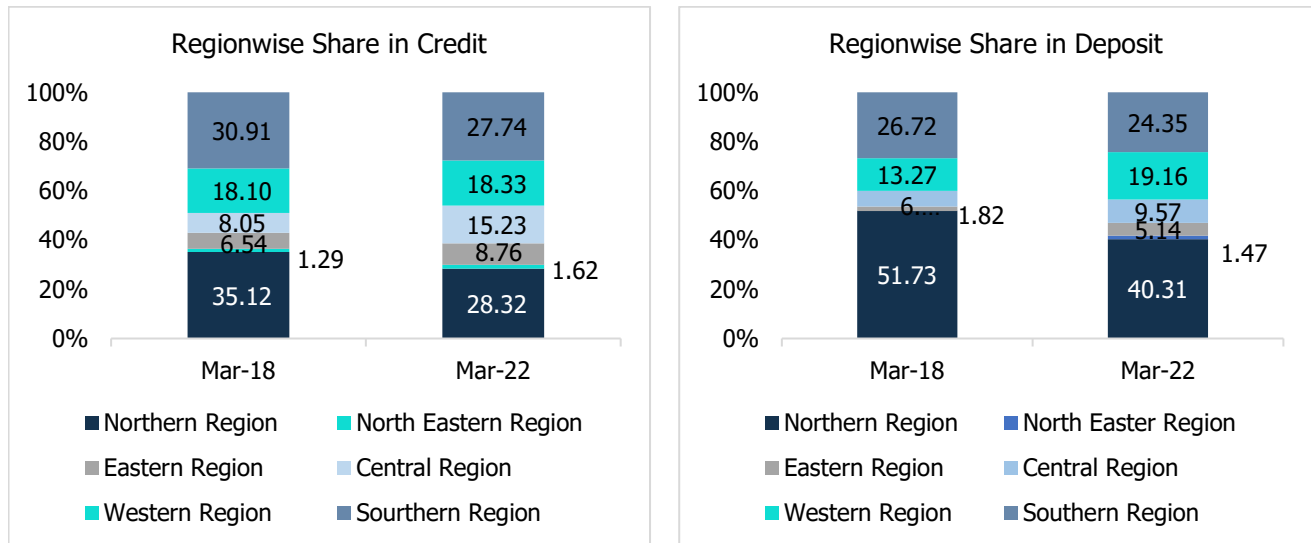 Regionwise Share in Credit
100%
80%
60%
40%
20%
0%
30.91
18.10
8.05
6.54
1.29
35.12
27.74
18.33
15.23
8.76
1.62
28.32
Mar-18
Mar-22
Northern Region
North Eastern Region
Eastern Region
Central Region
Western Region
Sourthern Region
Regionwise Share in Deposit
100%
80%
60%
40%
20%
0%
26.72
13.27
6....
1.82
51.73
24.35
19.16
9.57
5.14
1.47
40.31
Mar-18
Mar-22
Northern Region
North Easter Region
Eastern Region
Central Region
Western Region
Southern Region